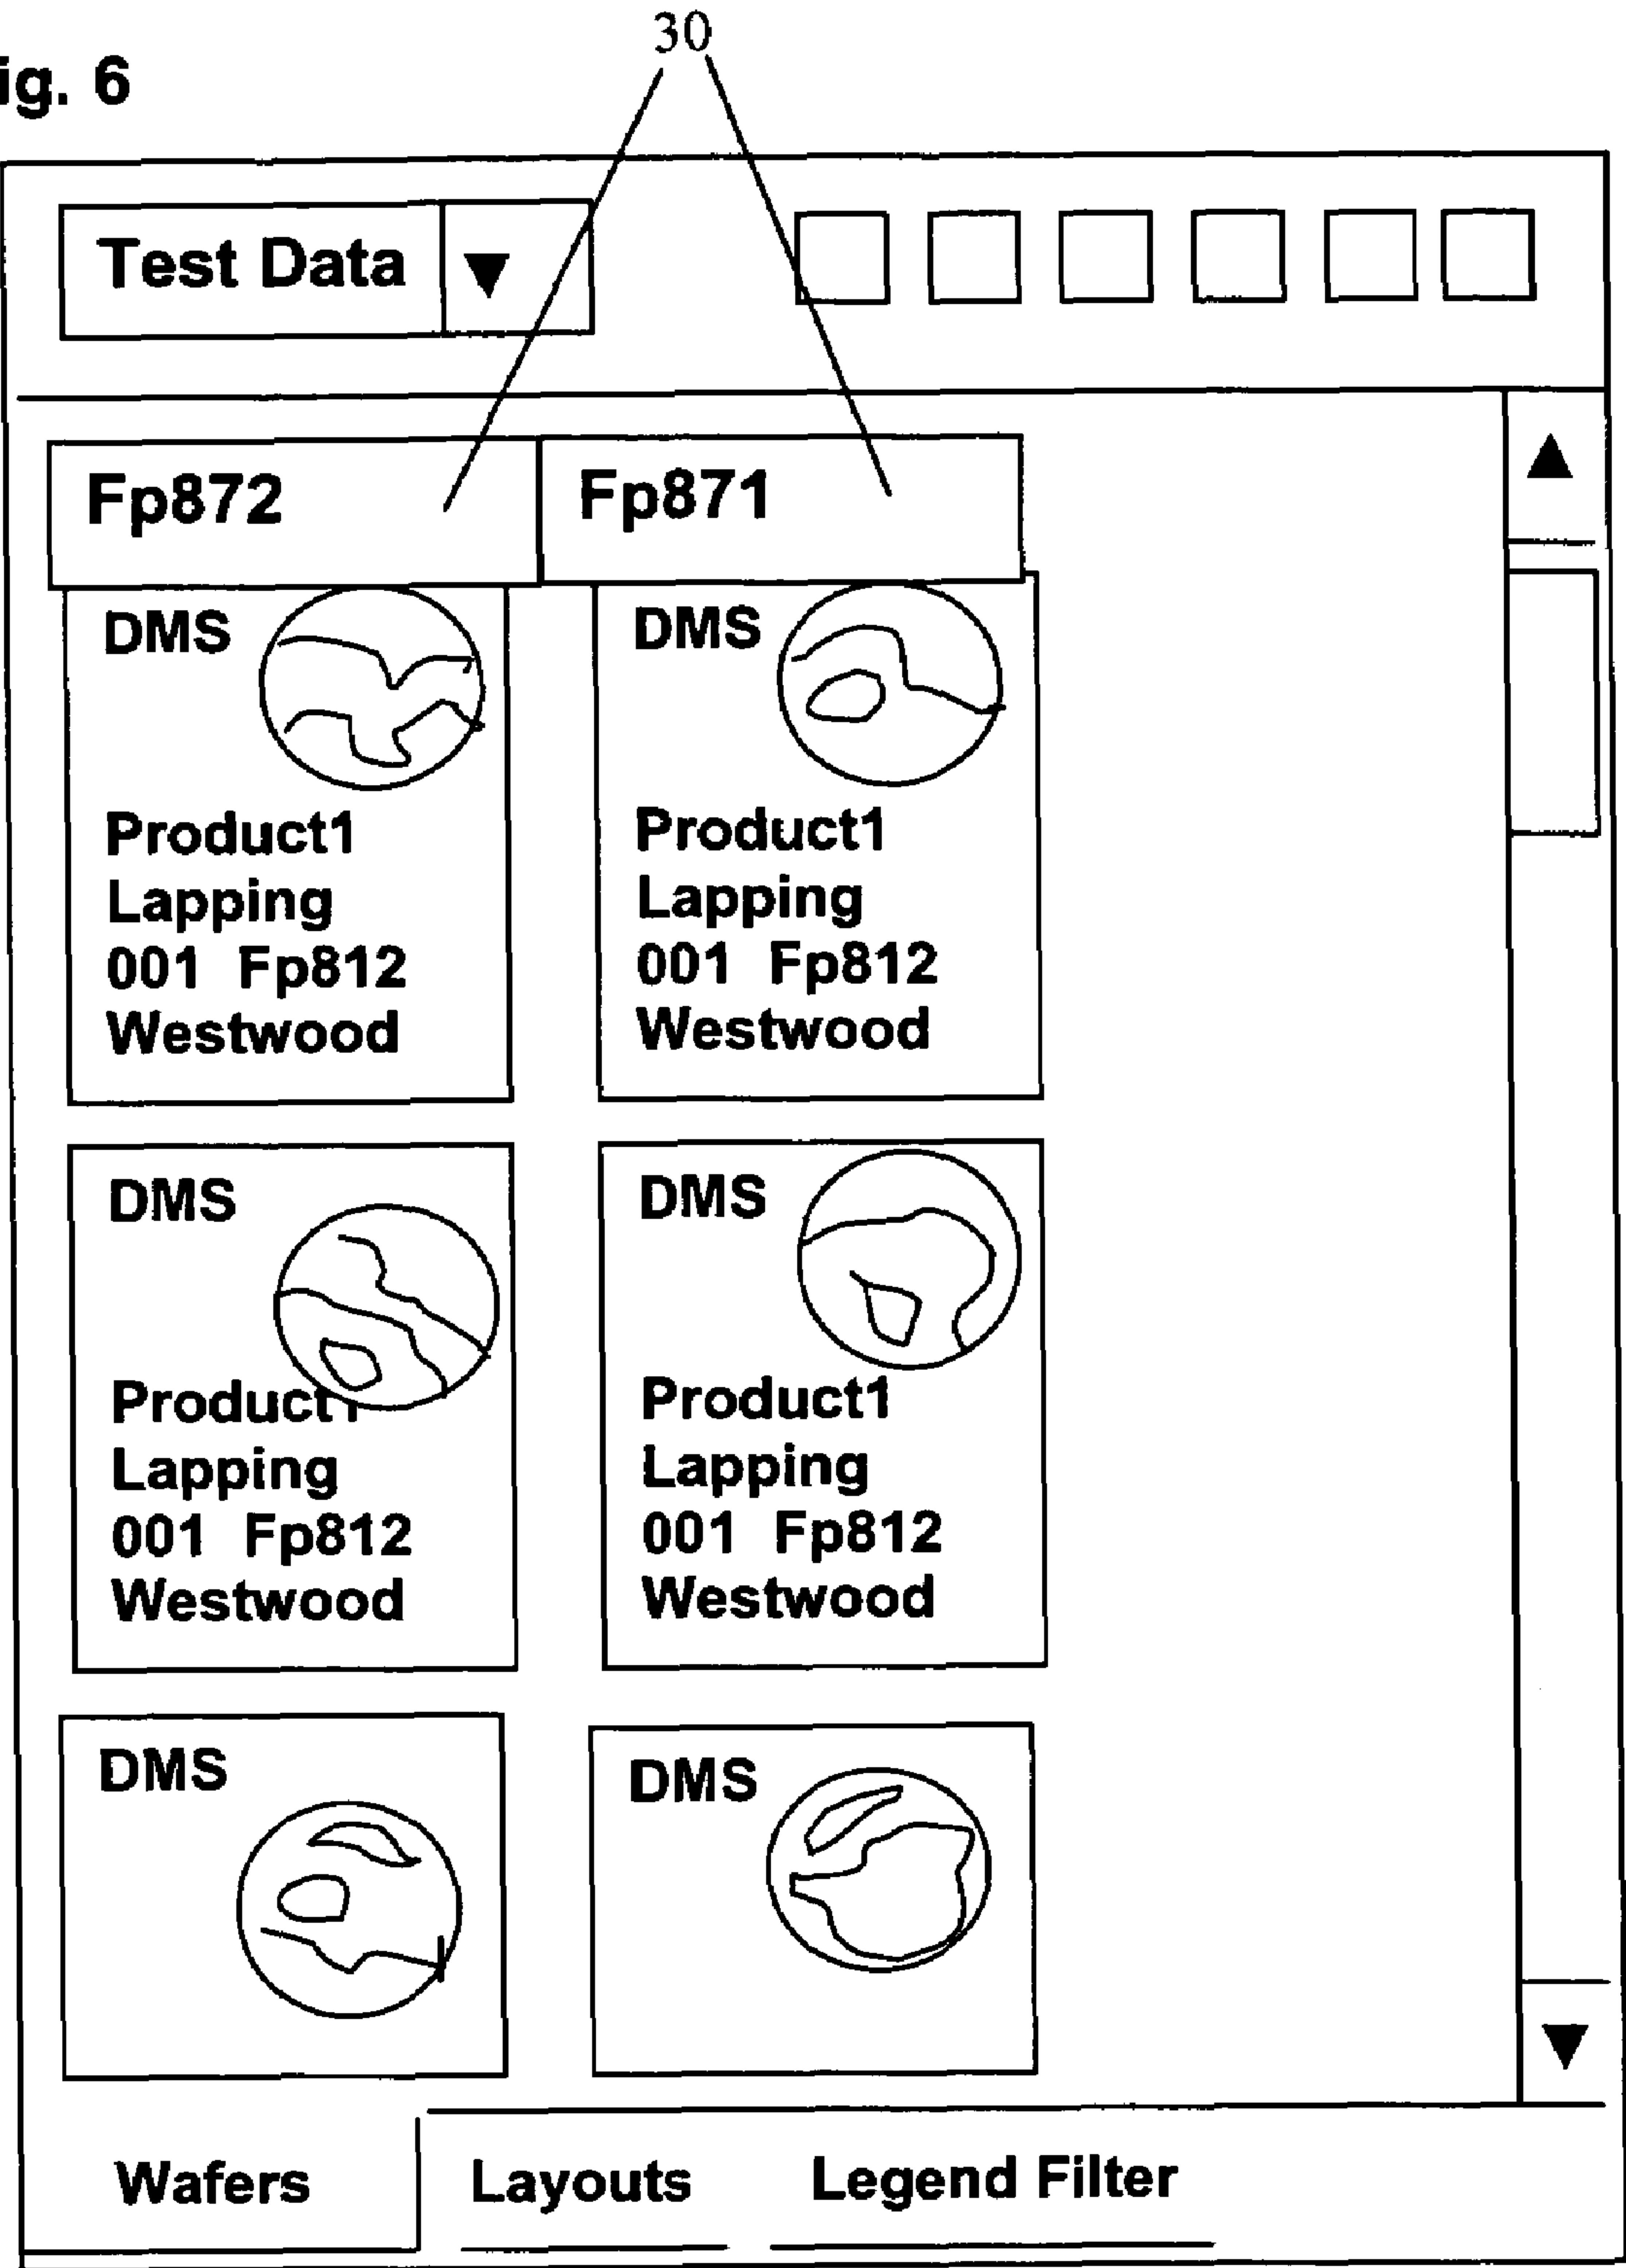 30
ig. 6
Test Data
Fp872 Fp871
DMS DMS
Product1 Product1
Lapping Lapping
001 Fp812 001 Fp812
Westwood Westwood
DMS DMS
Product1 Product1
Lapping Lapping
001 Fp812 001 Fp812
Westwood Westwood
DMS DMS
Wafers Layouts Legend Filter